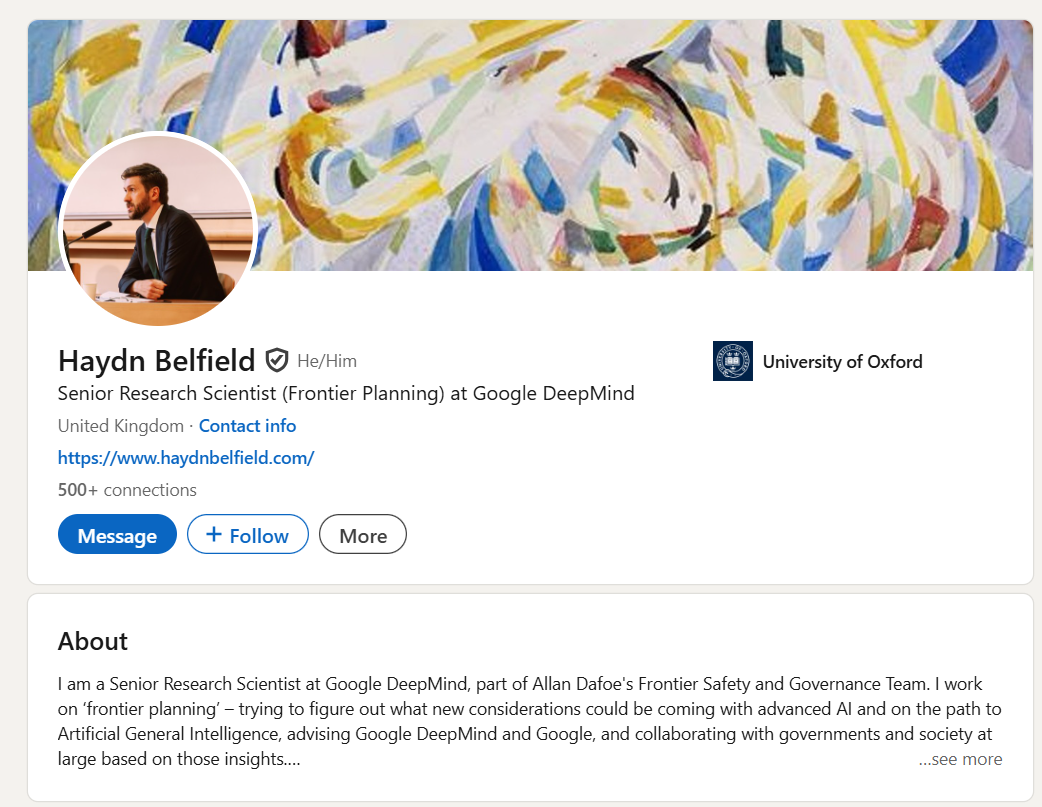 Haydn Belfield He/Him
University of Oxford
Senior Research Scientist (Frontier Planning) at Google DeepMind
United Kingdom · Contact info
https://www.haydnbelfield.com/
500+ connections
Message + Follow More
About
I am a Senior Research Scientist at Google DeepMind, part of Allan Dafoe's Frontier Safety and Governance Team. I work
on ‘frontier planning’ – trying to figure out what new considerations could be coming with advanced AI and on the path to
Artificial General Intelligence, advising Google DeepMind and Google, and collaborating with governments and society at
large based on those insights.... ...see more